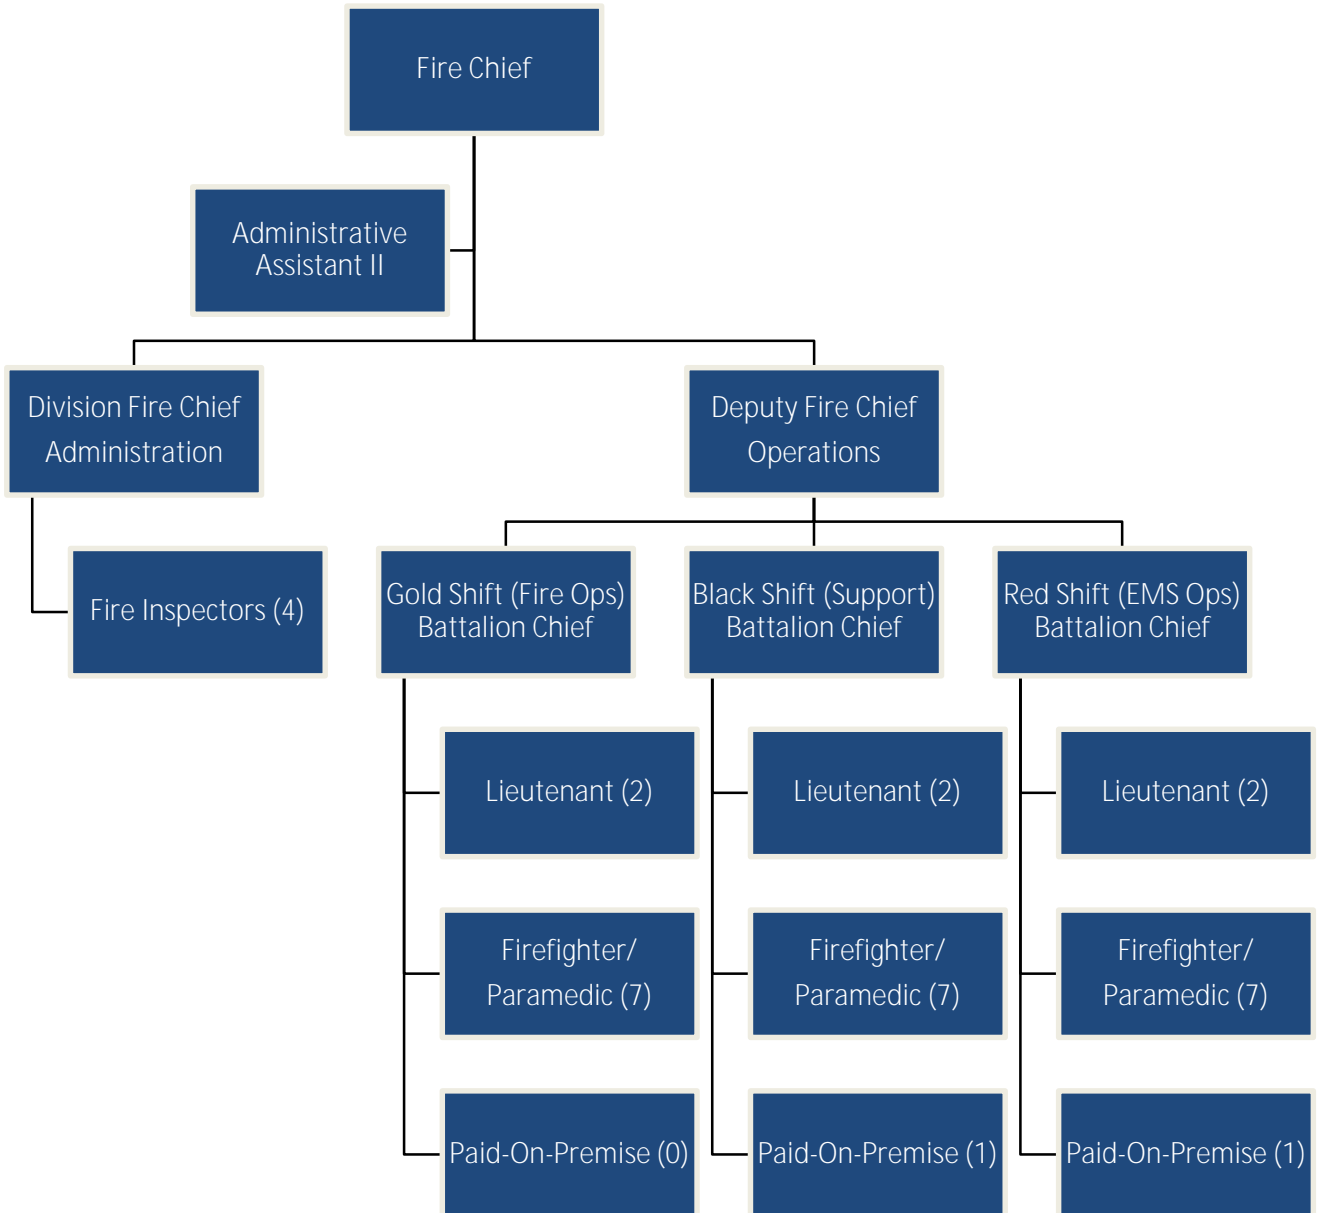 Fire Chief
Administrative
Assistant II
Division Fire Chief
Administration
Deputy Fire Chief
Operations
Fire Inspectors (4)
Gold Shift (Fire Ops)
Battalion Chief
Black Shift (Support)
Battalion Chief
Red Shift (EMS Ops)
Battalion Chief
Lieutenant (2)
Lieutenant (2)
Lieutenant (2)
Firefighter/
Paramedic (7)
Firefighter/
Paramedic (7)
Firefighter/
Paramedic (7)
Paid-On-Premise (0)
Paid-On-Premise (1)
Paid-On-Premise (1)